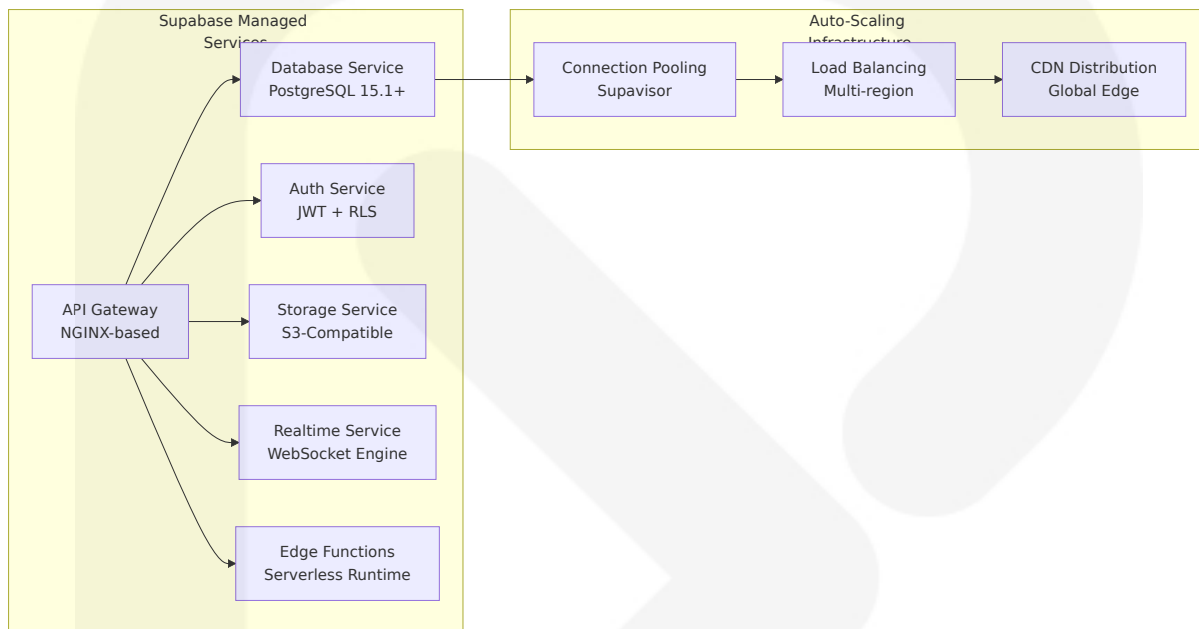 Supabase Managed
Services
Database Service
PostgreSQL 15.1+
Auth Service
JWT + RLS
API Gateway
NGINX-based
Storage Service
S3-Compatible
Realtime Service
WebSocket Engine
Edge Functions
Serverless Runtime
Auto-Scaling
Infrastructure
Connection Pooling
Supavisor
Load Balancing
Multi-region
CDN Distribution
Global Edge